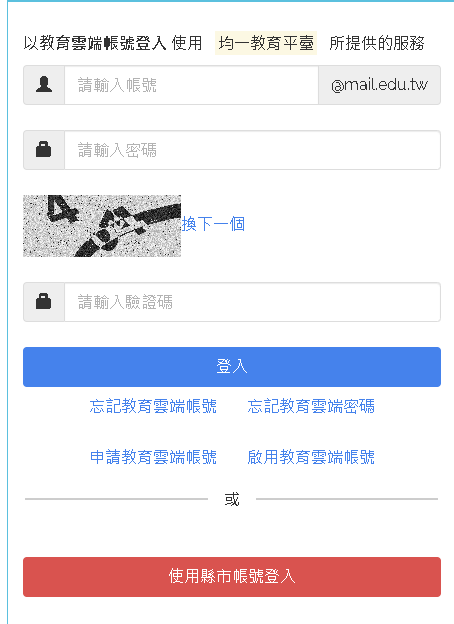 以教育雲端帳號登入 使用 均一教育平臺 所提供的服務
請輸入帳號 @mail.edu.tw
請輸入密碼
換下一個
請輸入驗證碼
登入
忘記教育雲端帳號 忘記教育雲端密碼
申請教育雲端帳號 啟用教育雲端帳號
或
使用縣市帳號登入